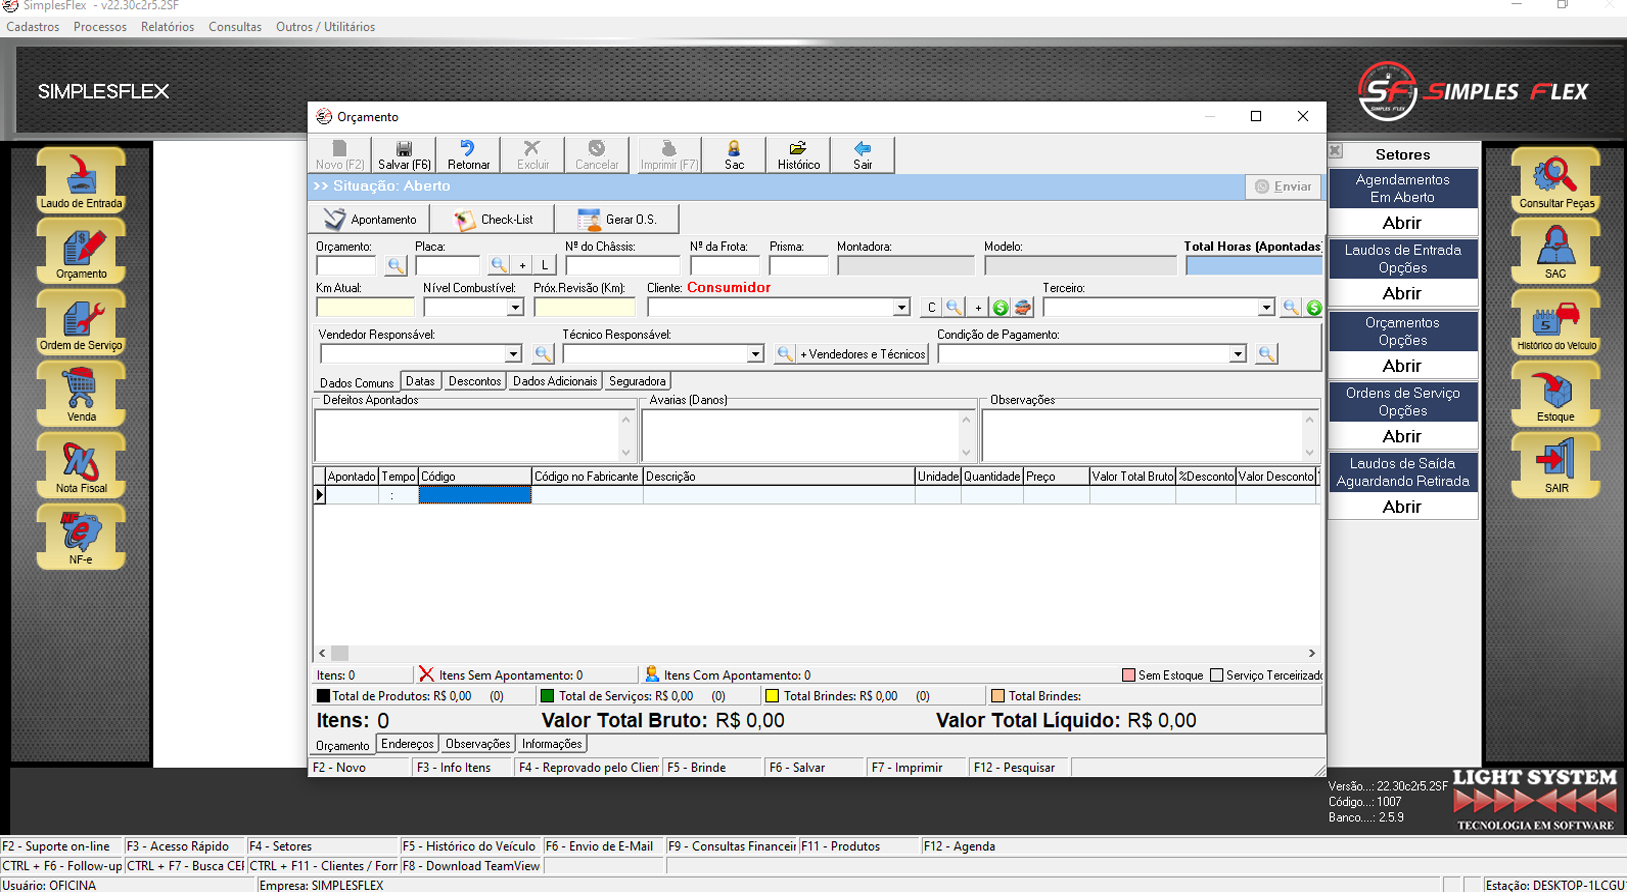 SimplesFlex - v22.30c2r5.2SF
Cadastros Processos Relatórios Consultas Outros / Utilitários
SIMPLESFLEX
SF SIMPLES FLEX SIMPLES FLEX
Laudo de Entrada
Orçamento
Ordem de Serviço
Venda
Nota Fiscal
NF-e
Orçamento
Novo (F2) Salvar (F6) Retornar Excluir Cancelar Imprimir (F7) Sac Histórico Sair
>> Situação: Aberto Enviar
Apontamento Check-List Gerar O.S.
Orçamento: Placa: Nº do Chássis: Nº da Frota: Prisma: Montadora: Modelo: Total Horas (Apontadas)
+ L
Km Atual: Nível Combustível: Próx.Revisão (Km): Cliente: Consumidor Terceiro:
C +
Vendedor Responsável: Técnico Responsável: Condição de Pagamento:
+ Vendedores e Técnicos
Dados Comuns Datas Descontos Dados Adicionais Seguradora
Defeitos Apontados Avarias (Danos) Observações
Apontado Tempo Código Código no Fabricante Descrição Unidade Quantidade Preço Valor Total Bruto %Desconto Valor Desconto
:
Itens: 0 Itens Sem Apontamento: 0 Itens Com Apontamento: 0 Sem Estoque Serviço Terceirizado
Total de Produtos: R$ 0,00 (0) Total de Serviços: R$ 0,00 (0) Total Brindes: R$ 0,00 (0) Total Brindes:
Itens: 0 Valor Total Bruto: R$ 0,00 Valor Total Líquido: R$ 0,00
Orçamento Endereços Observações Informações
F2 - Novo F3 - Info Itens F4 - Reprovado pelo Clien F5 - Brinde F6 - Salvar F7 - Imprimir F12 - Pesquisar
Setores
Agendamentos
Em Aberto
Abrir
Laudos de Entrada
Opções
Abrir
Orçamentos
Opções
Abrir
Ordens de Serviço
Opções
Abrir
Laudos de Saída
Aguardando Retirada
Abrir
Consultar Peças
SAC
5
Histórico do Veículo
Estoque
SAIR
Versão...: 22.30c2r5.2SF
Código...: 1007
Banco....: 2.5.9
LIGHT SYSTEM
TECNOLOGIA EM SOFTWARE
F2 - Suporte on-line F3 - Acesso Rápido F4 - Setores F5 - Histórico do Veículo F6 - Envio de E-Mail F9 - Consultas Financeir F11 - Produtos F12 - Agenda
CTRL + F6 - Follow-up CTRL + F7 - Busca CEF CTRL + F11 - Clientes / Forr F8 - Download TeamView
Usuário: OFICINA Empresa: SIMPLESFLEX Estação: DESKTOP-1LCGU